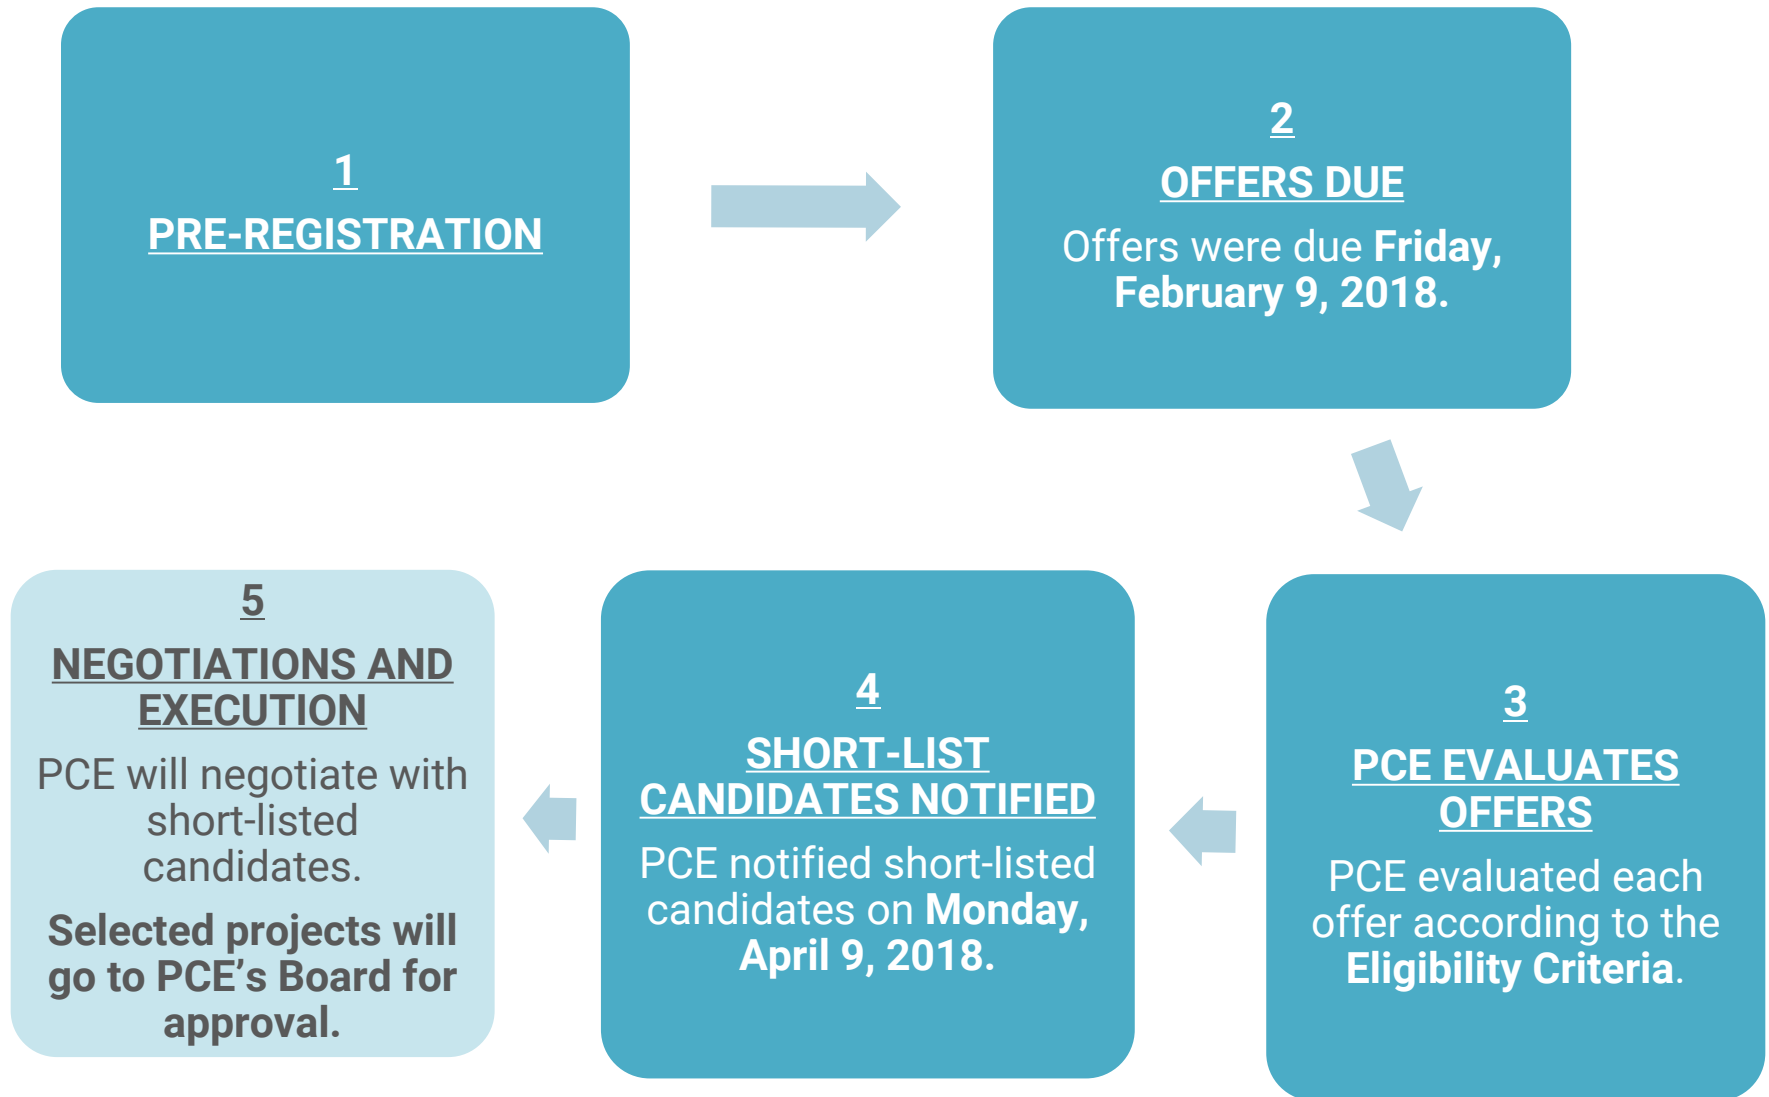 1
PRE-REGISTRATION
2
OFFERS DUE
Offers were due Friday,
February 9, 2018.
3
PCE EVALUATES
OFFERS
PCE evaluated each
offer according to the
Eligibility Criteria.
4
SHORT-LIST
CANDIDATES NOTIFIED
PCE notified short-listed
candidates on Monday,
April 9, 2018.
5
NEGOTIATIONS AND
EXECUTION
PCE will negotiate with
short-listed
candidates.
Selected projects will
go to PCE’s Board for
approval.